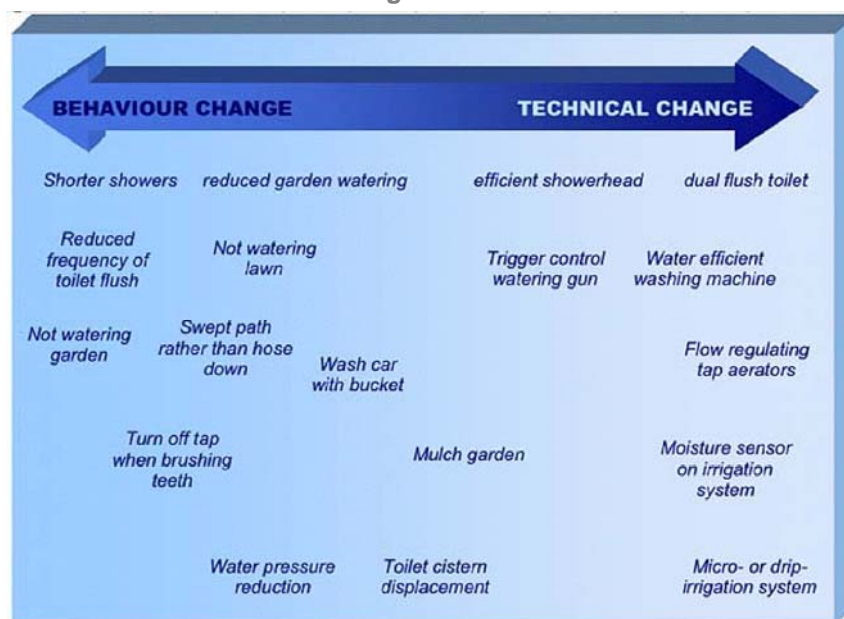 BEHAVIOUR CHANGE TECHNICAL CHANGE
Shorter showers reduced garden watering efficient showerhead dual flush toilet
Reduced
frequency of
toilet flush
Not watering
lawn
Trigger control
watering gun
Water efficient
washing machine
Not watering
garden
Swept path
rather than hose
down
Wash car
with bucket
Flow regulating
tap aerators
Turn off tap
when brushing
teeth
Mulch garden
Moisture sensor
on irrigation
system
Water pressure
reduction
Toilet cistern
displacement
Micro- or drip-
irrigation system